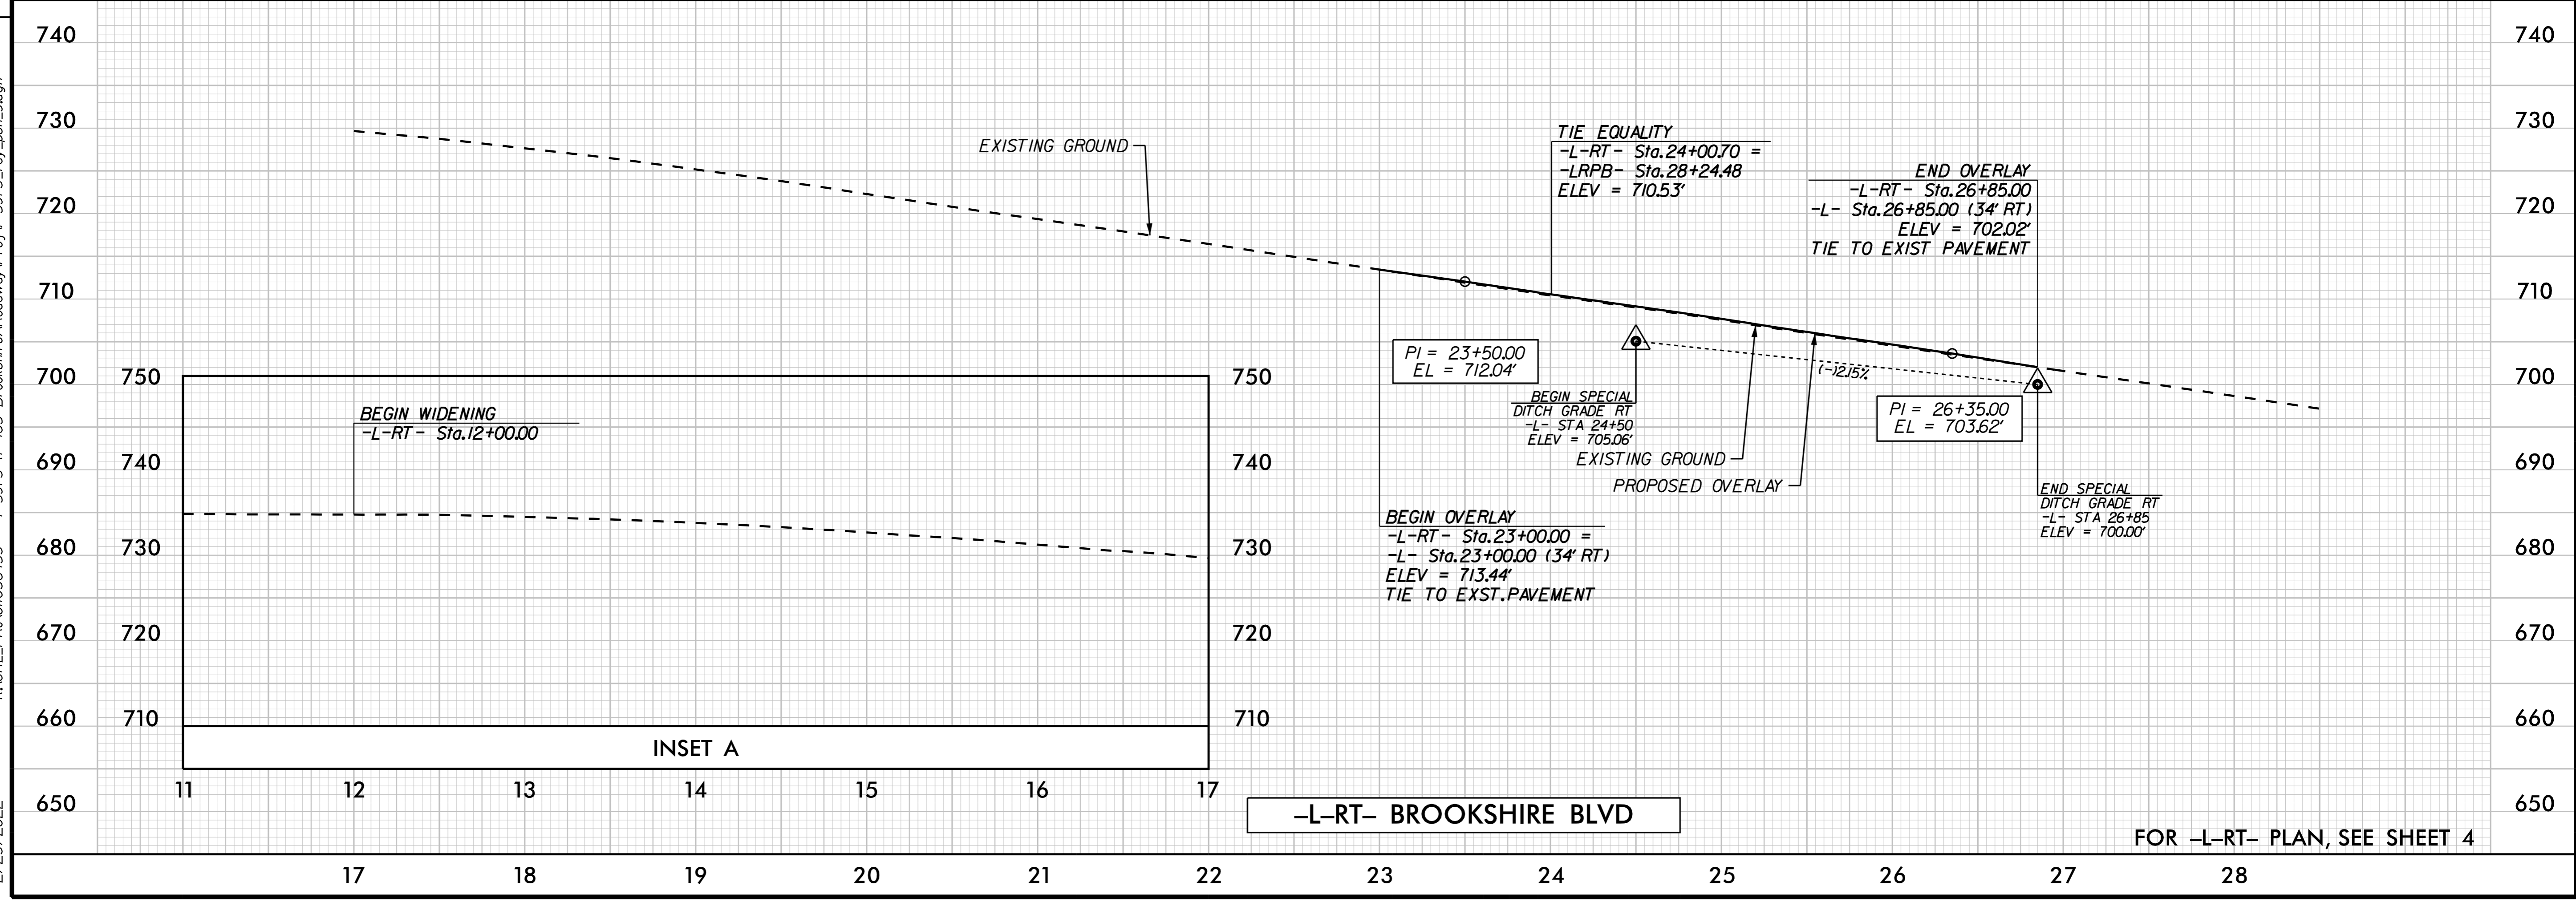 740
740
730
730
720
720
710
710
700
700
690
690
680
680
670
670
660
660
650
650
EXISTING GROUND
TIE EQUALITY
-L-RT- Sta.24+00.70 =
-LRPB- Sta.28+24.48
ELEV = 710.53'
END OVERLAY
-L-RT- Sta.26+85.00
-L- Sta.26+85.00 (34' RT)
ELEV = 702.02'
TIE TO EXIST PAVEMENT
PI = 23+50.00
EL = 712.04'
(-)2.15%
BEGIN SPECIAL
DITCH GRADE RT
-L- STA 24+50
ELEV = 705.06'
PI = 26+35.00
EL = 703.62'
EXISTING GROUND
PROPOSED OVERLAY
END SPECIAL
DITCH GRADE RT
-L- STA 26+85
ELEV = 700.00'
BEGIN OVERLAY
-L-RT- Sta.23+00.00 =
-L- Sta.23+00.00 (34' RT)
ELEV = 713.44'
TIE TO EXST.PAVEMENT
750
750
740
740
730
730
720
720
710
710
BEGIN WIDENING
-L-RT- Sta.12+00.00
INSET A
11 12 13 14 15 16 17
-L-RT- BROOKSHIRE BLVD
FOR -L-RT- PLAN, SEE SHEET 4
17 18 19 20 21 22 23 24 25 26 27 28